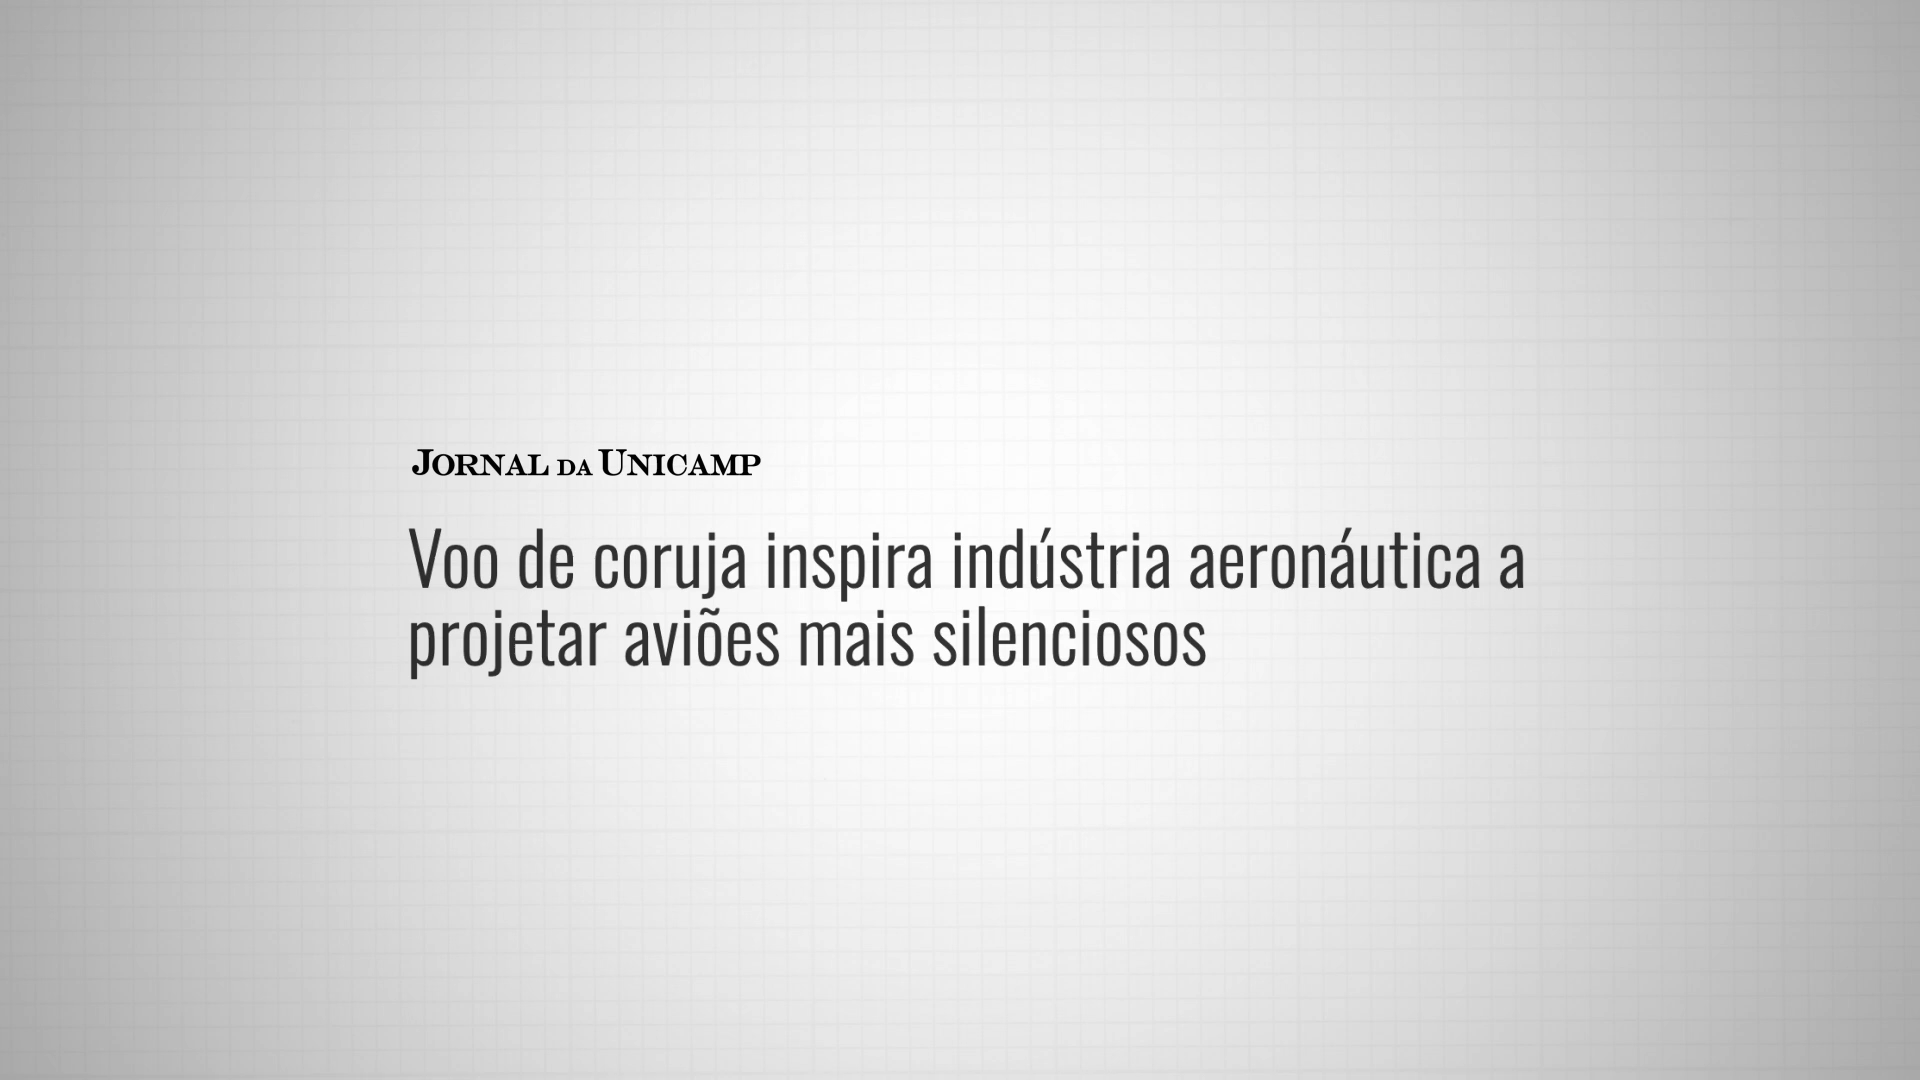 JORNAL DA UNICAMP
Voo de coruja inspira indústria aeronáutica a
projetar aviões mais silenciosos